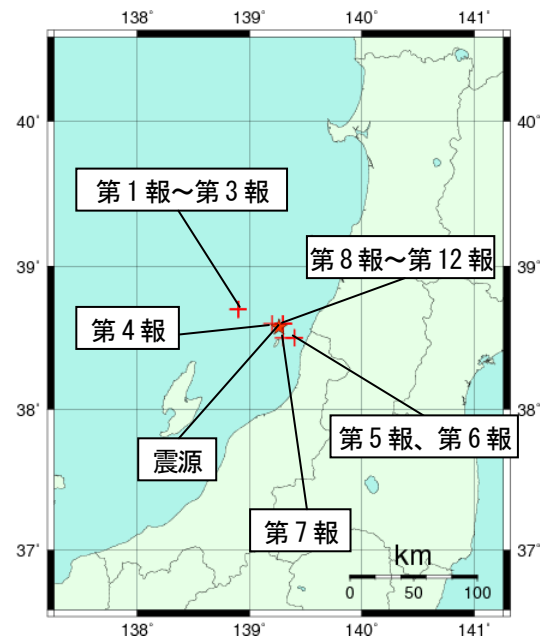 138˚ 139˚ 140˚ 141˚
40˚ 40˚
第１報～第３報
39˚ 39˚
第８報～第12報
第４報
38˚ 38˚
第５報、第６報
震源
第７報
37˚ 37˚
km
0 50 100
138˚ 139˚ 140˚ 141˚